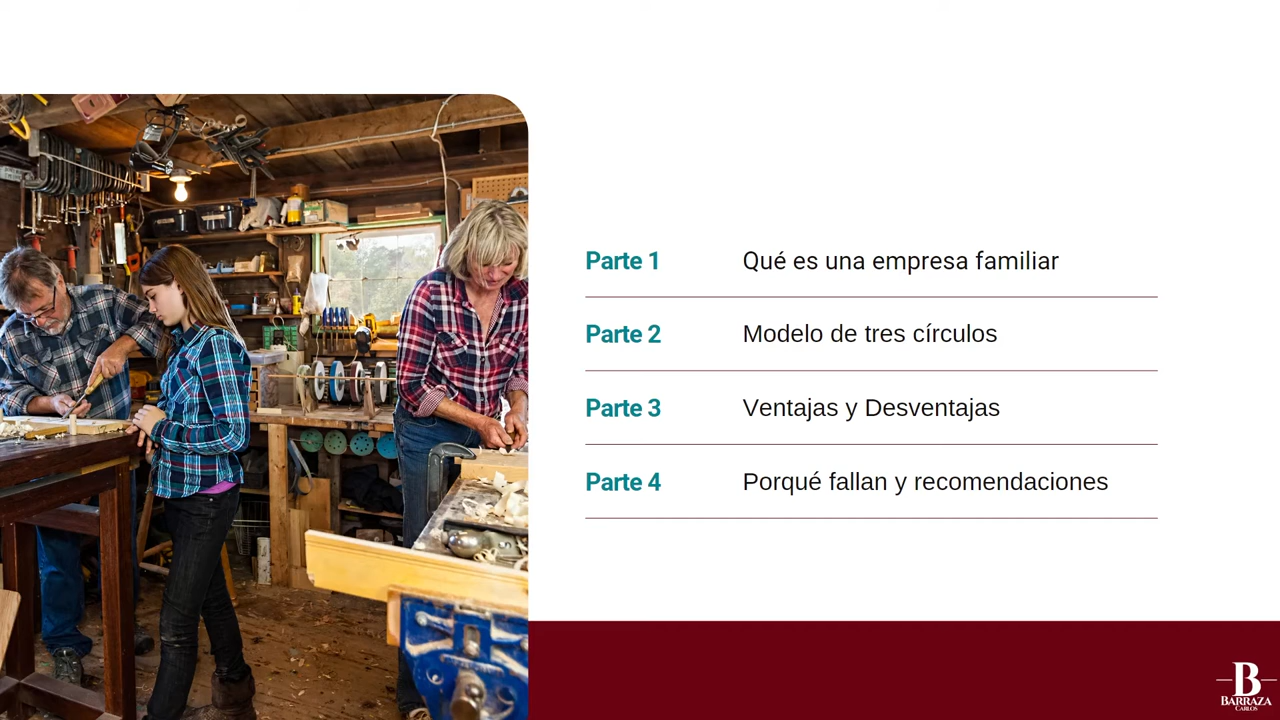 Parte 1 Qué es una empresa familiar
Parte 2 Modelo de tres círculos
Parte 3 Ventajas y Desventajas
Parte 4 Porqué fallan y recomendaciones
B
BARRAZA
CARLOS